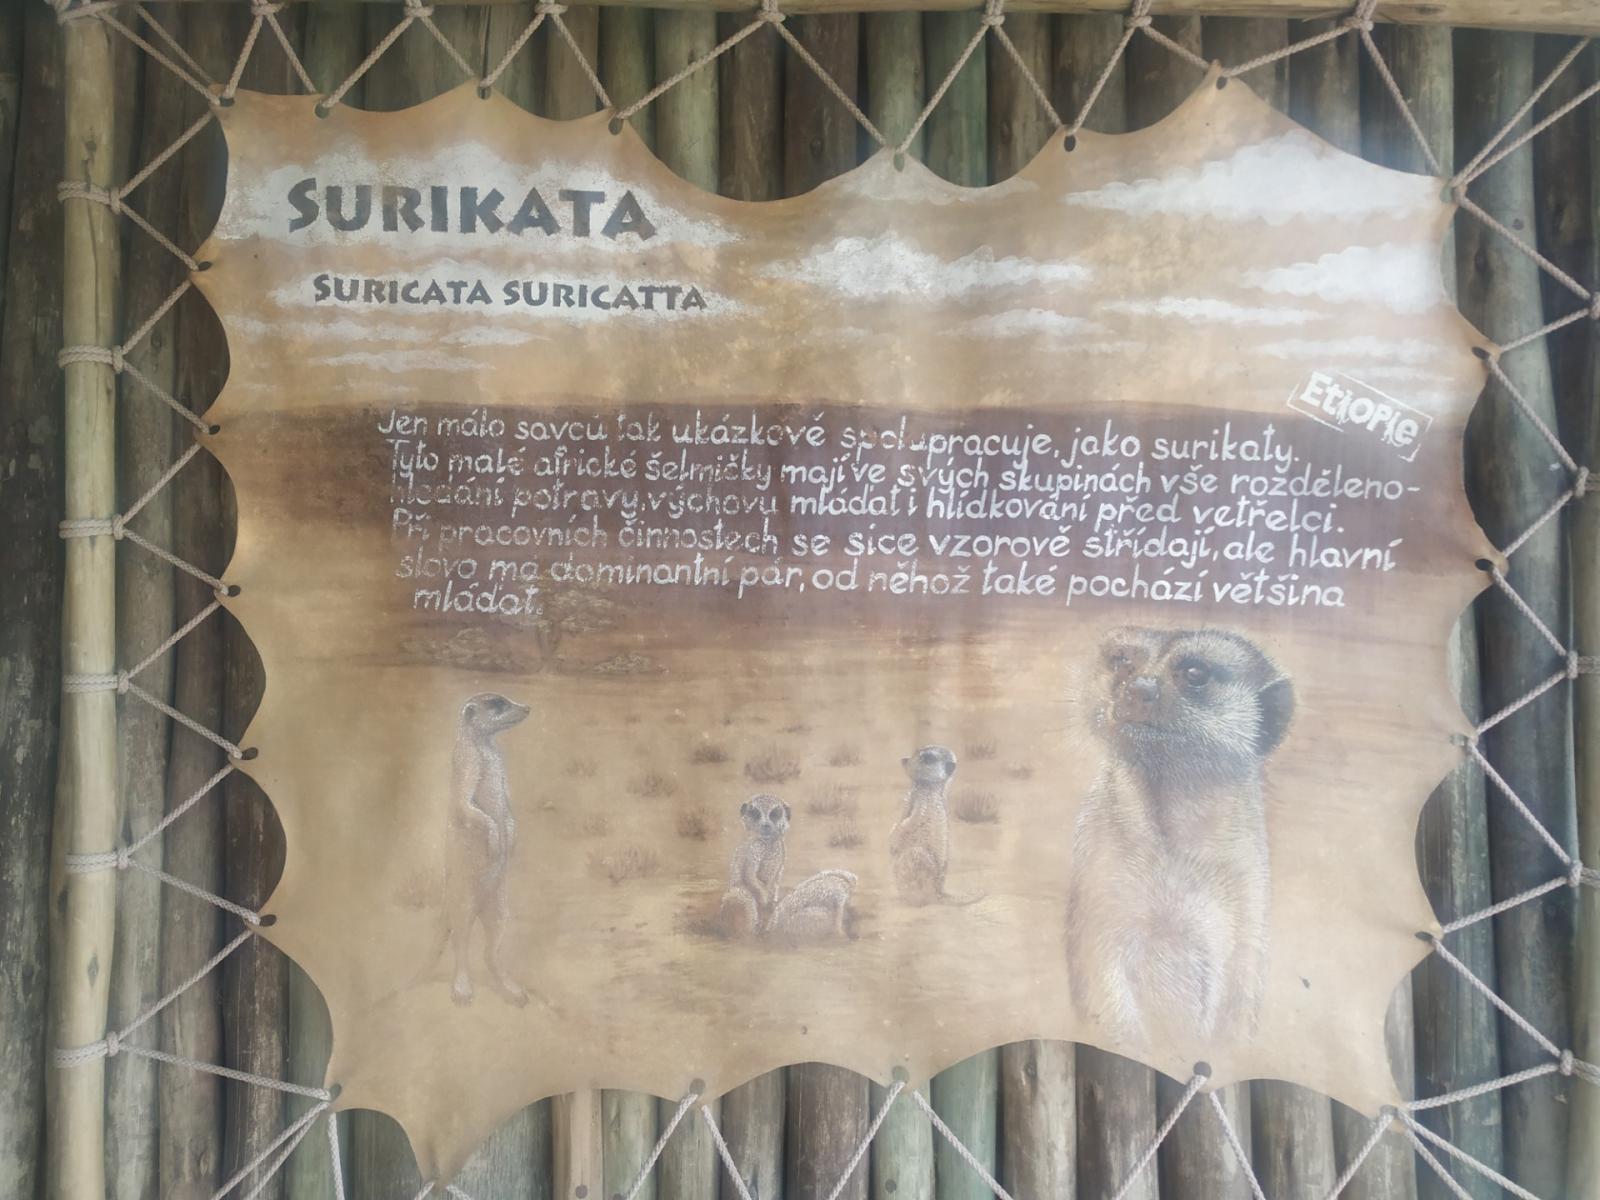 SURIKATA
SURICATA SURICATTA
Etiopie
Jen málo savců tak ukázkově spolupracuje, jako surikaty.
Tyto malé africké šelmičky mají ve svých skupinách vše rozděleno-
hledání potravy, výchovu mláďat i hlídkování před vetřelci.
Při pracovních činnostech se sice vzorově střídají, ale hlavní
slovo má dominantní pár, od něhož také pochází většina
mláďat.